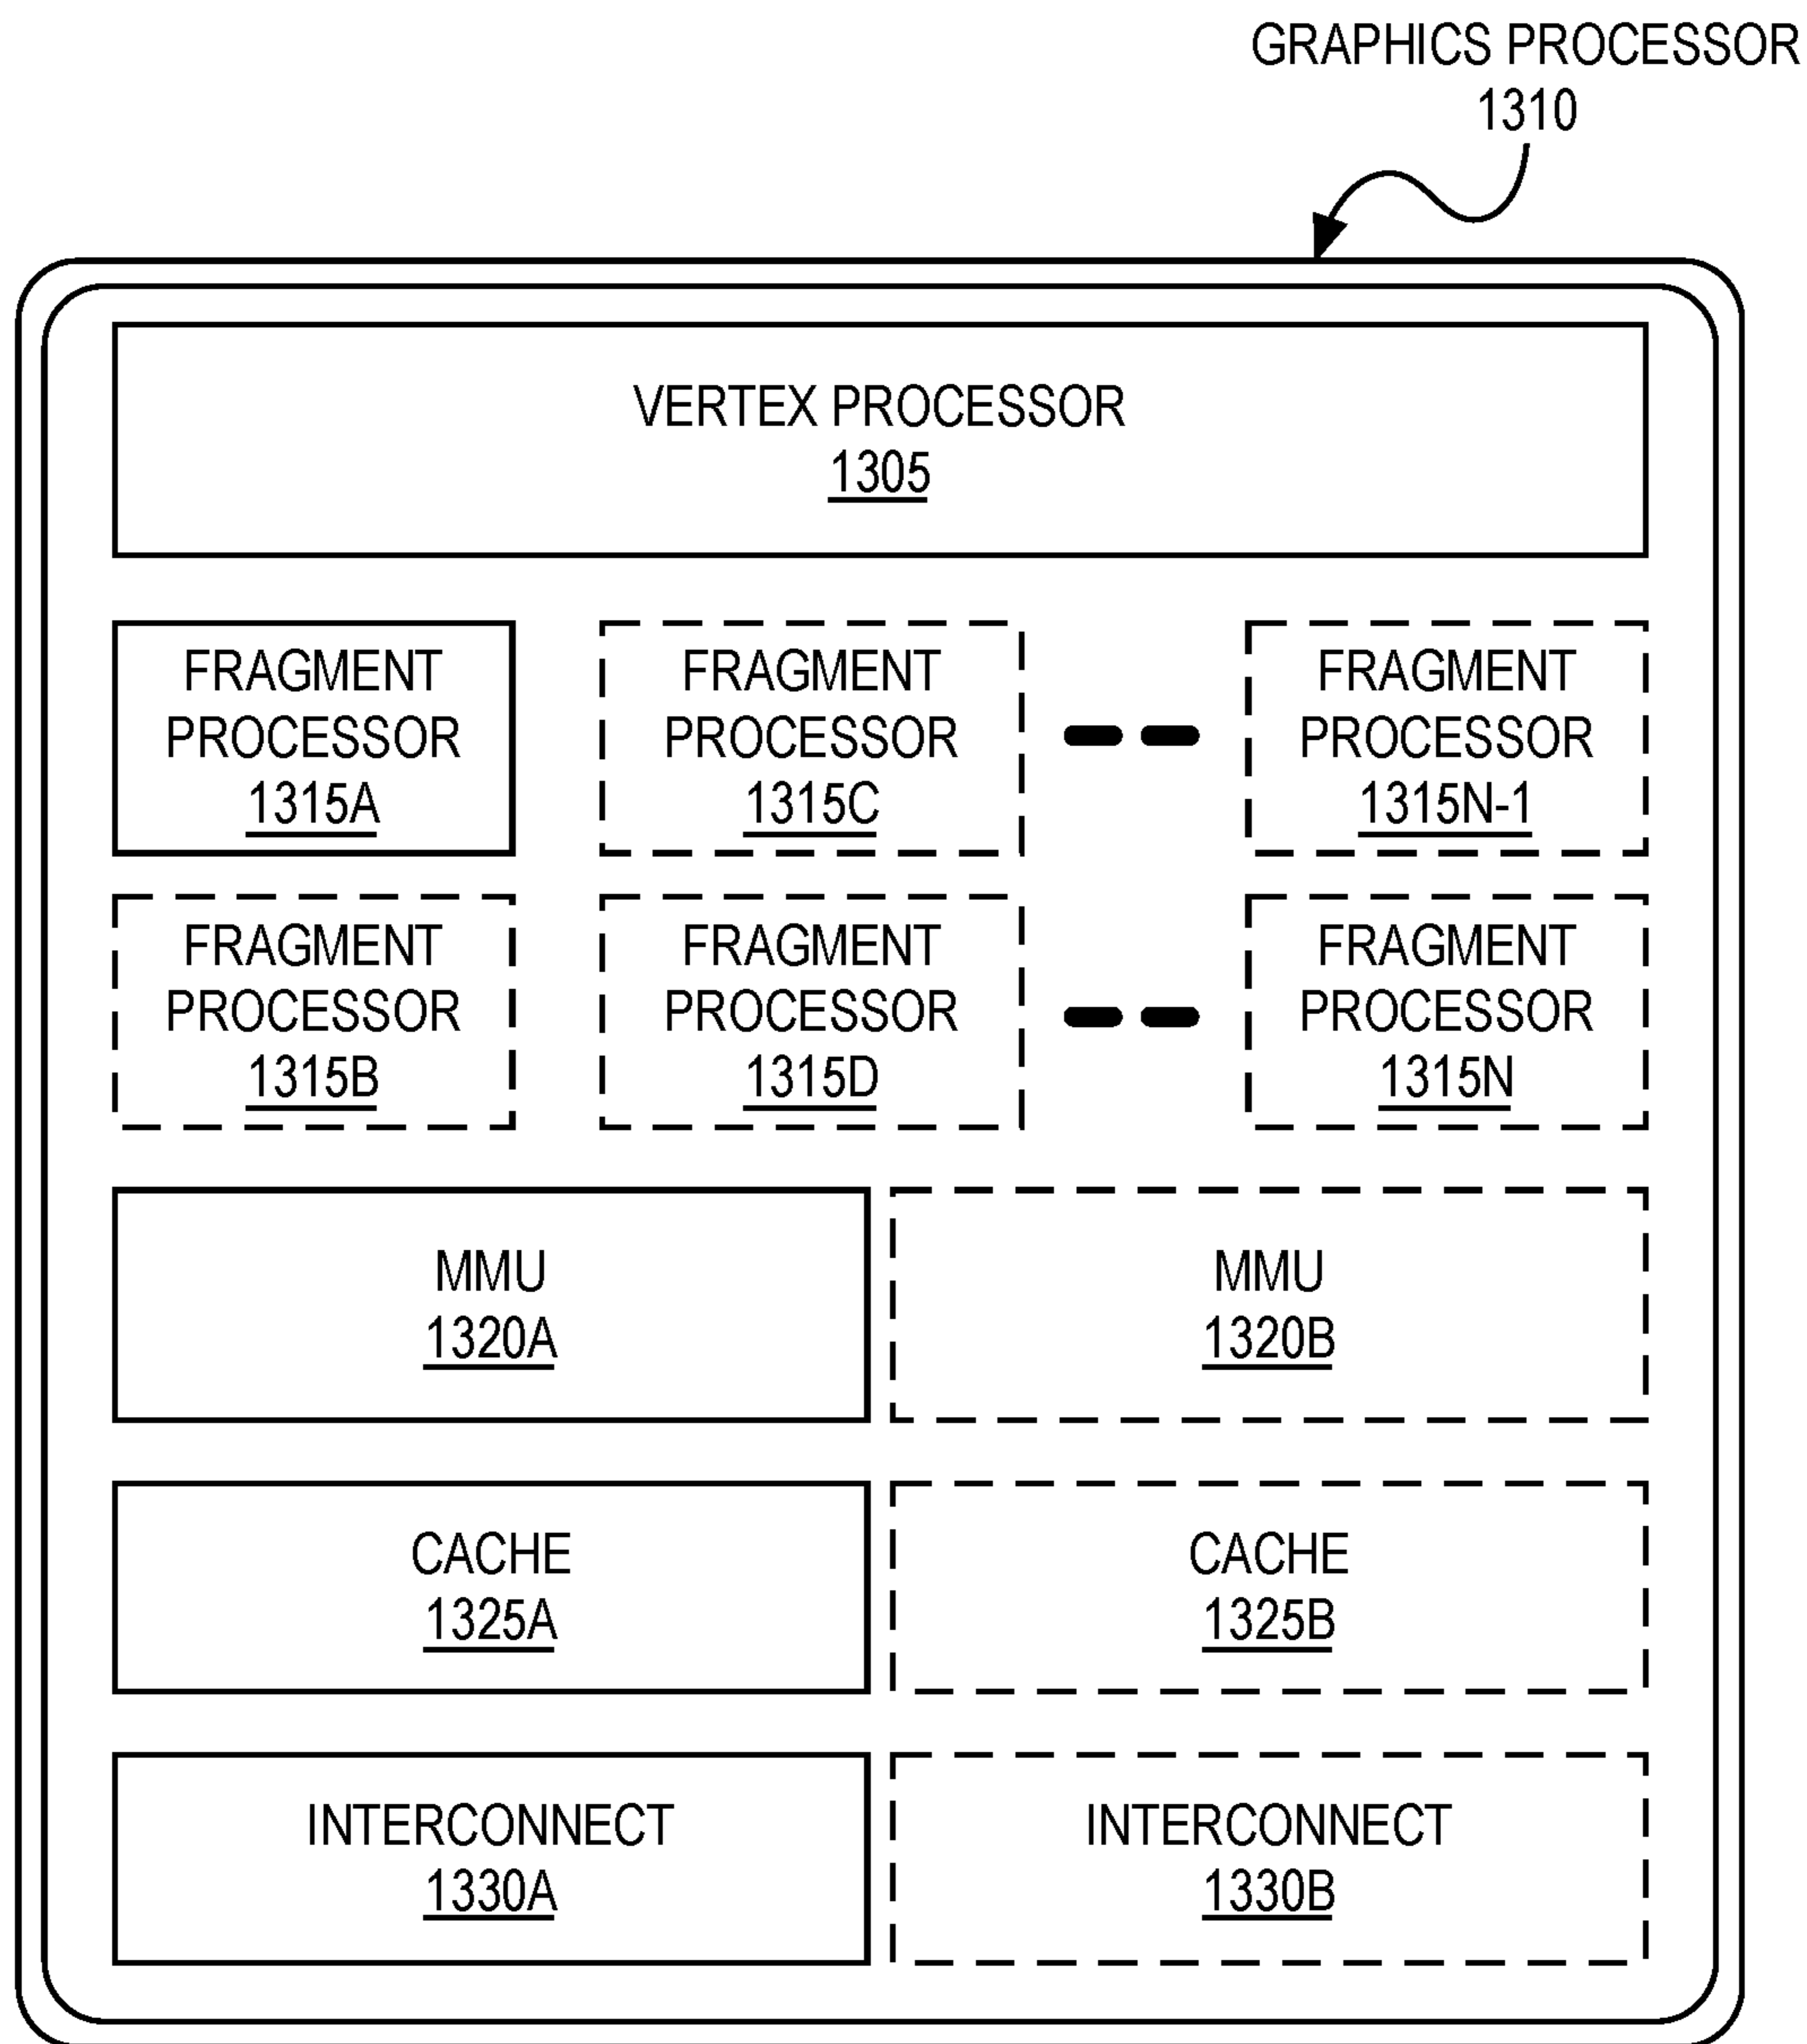 GRAPHICS PROCESSOR
1310
VERTEX PROCESSOR
1305
FRAGMENT
PROCESSOR
1315A
FRAGMENT
PROCESSOR
1315C
FRAGMENT
PROCESSOR
1315N-1
FRAGMENT
PROCESSOR
1315B
FRAGMENT
PROCESSOR
1315D
FRAGMENT
PROCESSOR
1315N
MMU
1320A
MMU
1320B
CACHE
1325A
CACHE
1325B
INTERCONNECT
1330A
INTERCONNECT
1330B